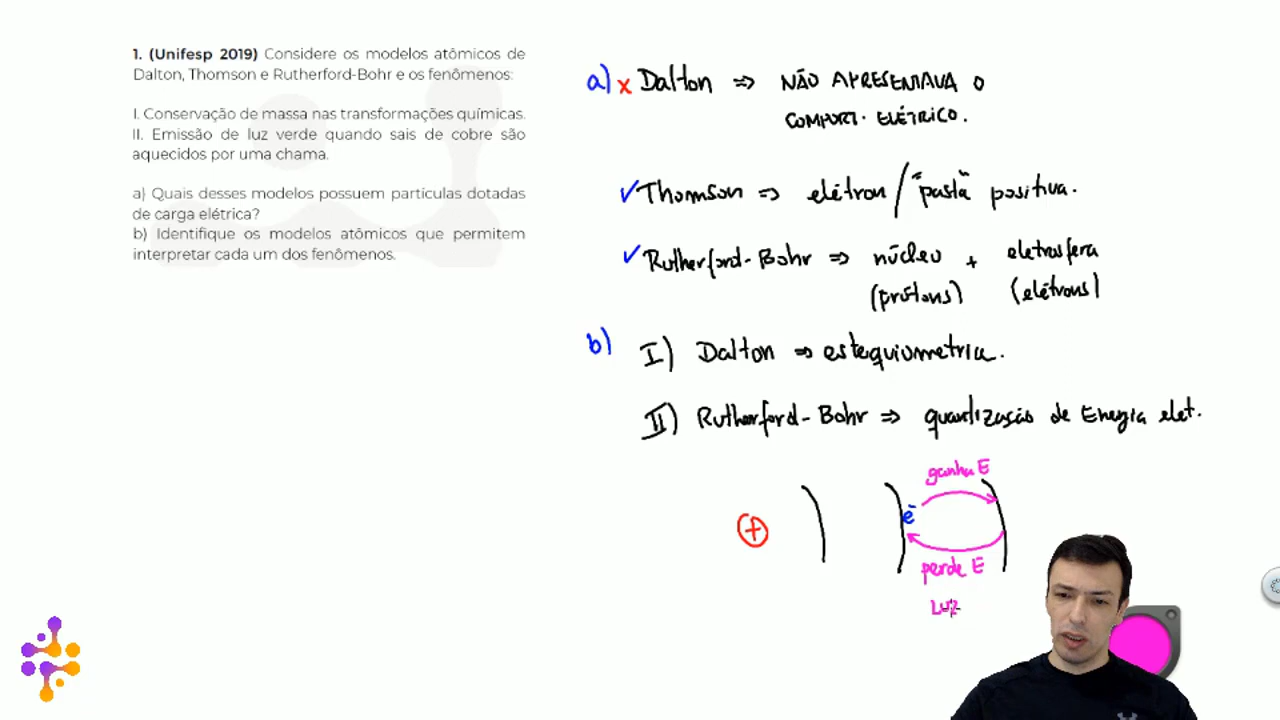 1. (Unifesp 2019) Considere os modelos atômicos de
Dalton, Thomson e Rutherford-Bohr e os fenômenos:
I. Conservação de massa nas transformações químicas.
II. Emissão de luz verde quando sais de cobre são
aquecidos por uma chama.
a) Quais desses modelos possuem partículas dotadas
de carga elétrica?
b) Identifique os modelos atômicos que permitem
interpretar cada um dos fenômenos.
a) x Dalton ⇒ NÃO APRESENTAVA O
COMPORT. ELÉTRICO.
✓ Thomson ⇒ elétron / "pasta" positiva.
✓ Rutherford-Bohr ⇒ núcleo + eletrosfera
(prótons) (elétrons)
b) I) Dalton ⇒ estequiometria.
II) Rutherford-Bohr ⇒ quantização de Energia elet.
ganha E
+ e-
perde E
LUZ